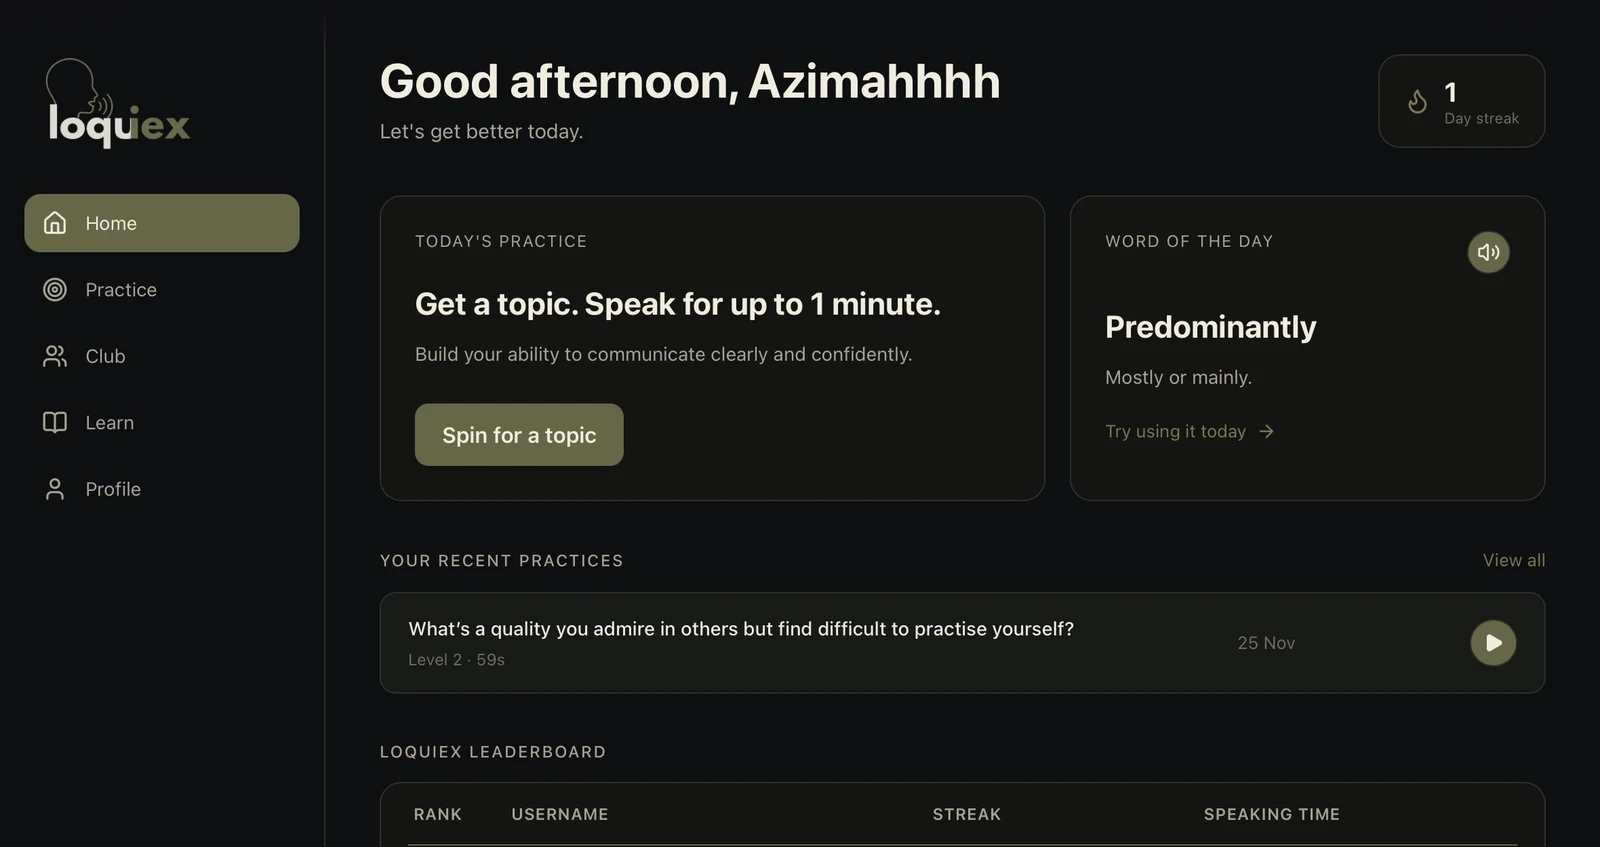 loquiex
Home
Practice
Club
Learn
Profile
Good afternoon, Azimahhhh
Let's get better today.
1
Day streak
TODAY'S PRACTICE
Get a topic. Speak for up to 1 minute.
Build your ability to communicate clearly and confidently.
Spin for a topic
WORD OF THE DAY
Predominantly
Mostly or mainly.
Try using it today →
YOUR RECENT PRACTICES
View all
What’s a quality you admire in others but find difficult to practise yourself?
Level 2 · 59s
25 Nov
LOQUIEX LEADERBOARD
RANK USERNAME STREAK SPEAKING TIME